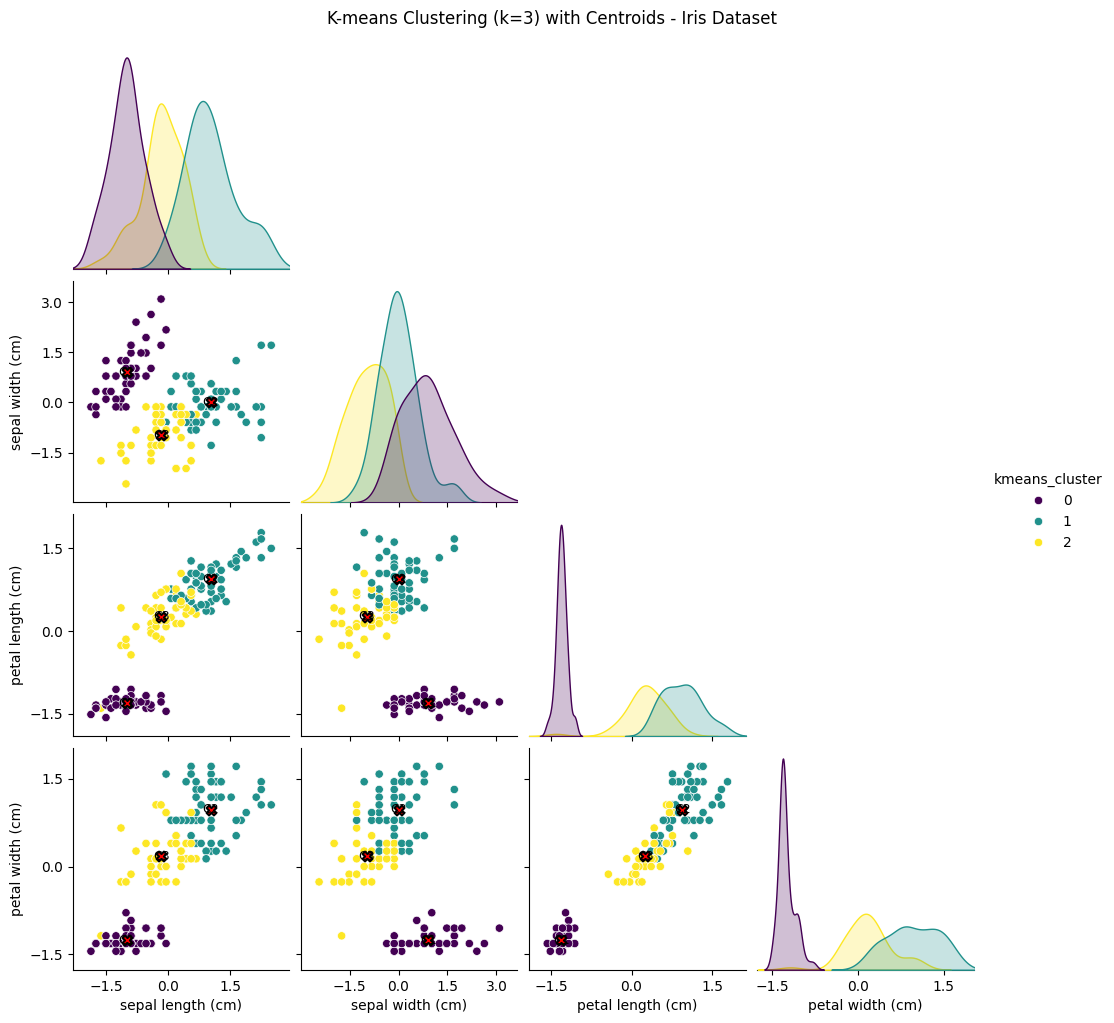 K-means Clustering (k=3) with Centroids - Iris Dataset
3.0
1.5
0.0
−1.5
sepal width (cm)
kmeans_cluster
0
1
2
1.5
0.0
−1.5
petal length (cm)
1.5
0.0
−1.5
petal width (cm)
−1.5 0.0 1.5
sepal length (cm)
−1.5 0.0 1.5 3.0
sepal width (cm)
−1.5 0.0 1.5
petal length (cm)
−1.5 0.0 1.5
petal width (cm)